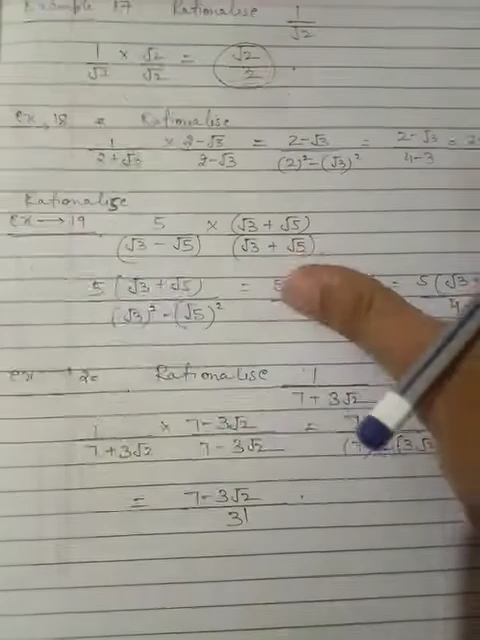 Example 17 Rationalise 1/√2
1/√2 × √2/√2 = √2/2 .
ex → 18 = Rationalise
1/(2+√3) × (2-√3)/(2-√3) = (2-√3)/((2)²-(√3)²) = (2-√3)/(4-3) =
Rationalise
ex → 19 5/(√3 - √5) × (√3 + √5)/(√3 + √5)
5(√3 + √5)/((√3)² - (√5)²) = = 5(√3
ex 20 Rationalise 1/(7+3√2)
1/(7+3√2) × (7-3√2)/(7-3√2) =
= (7-3√2)/31 .